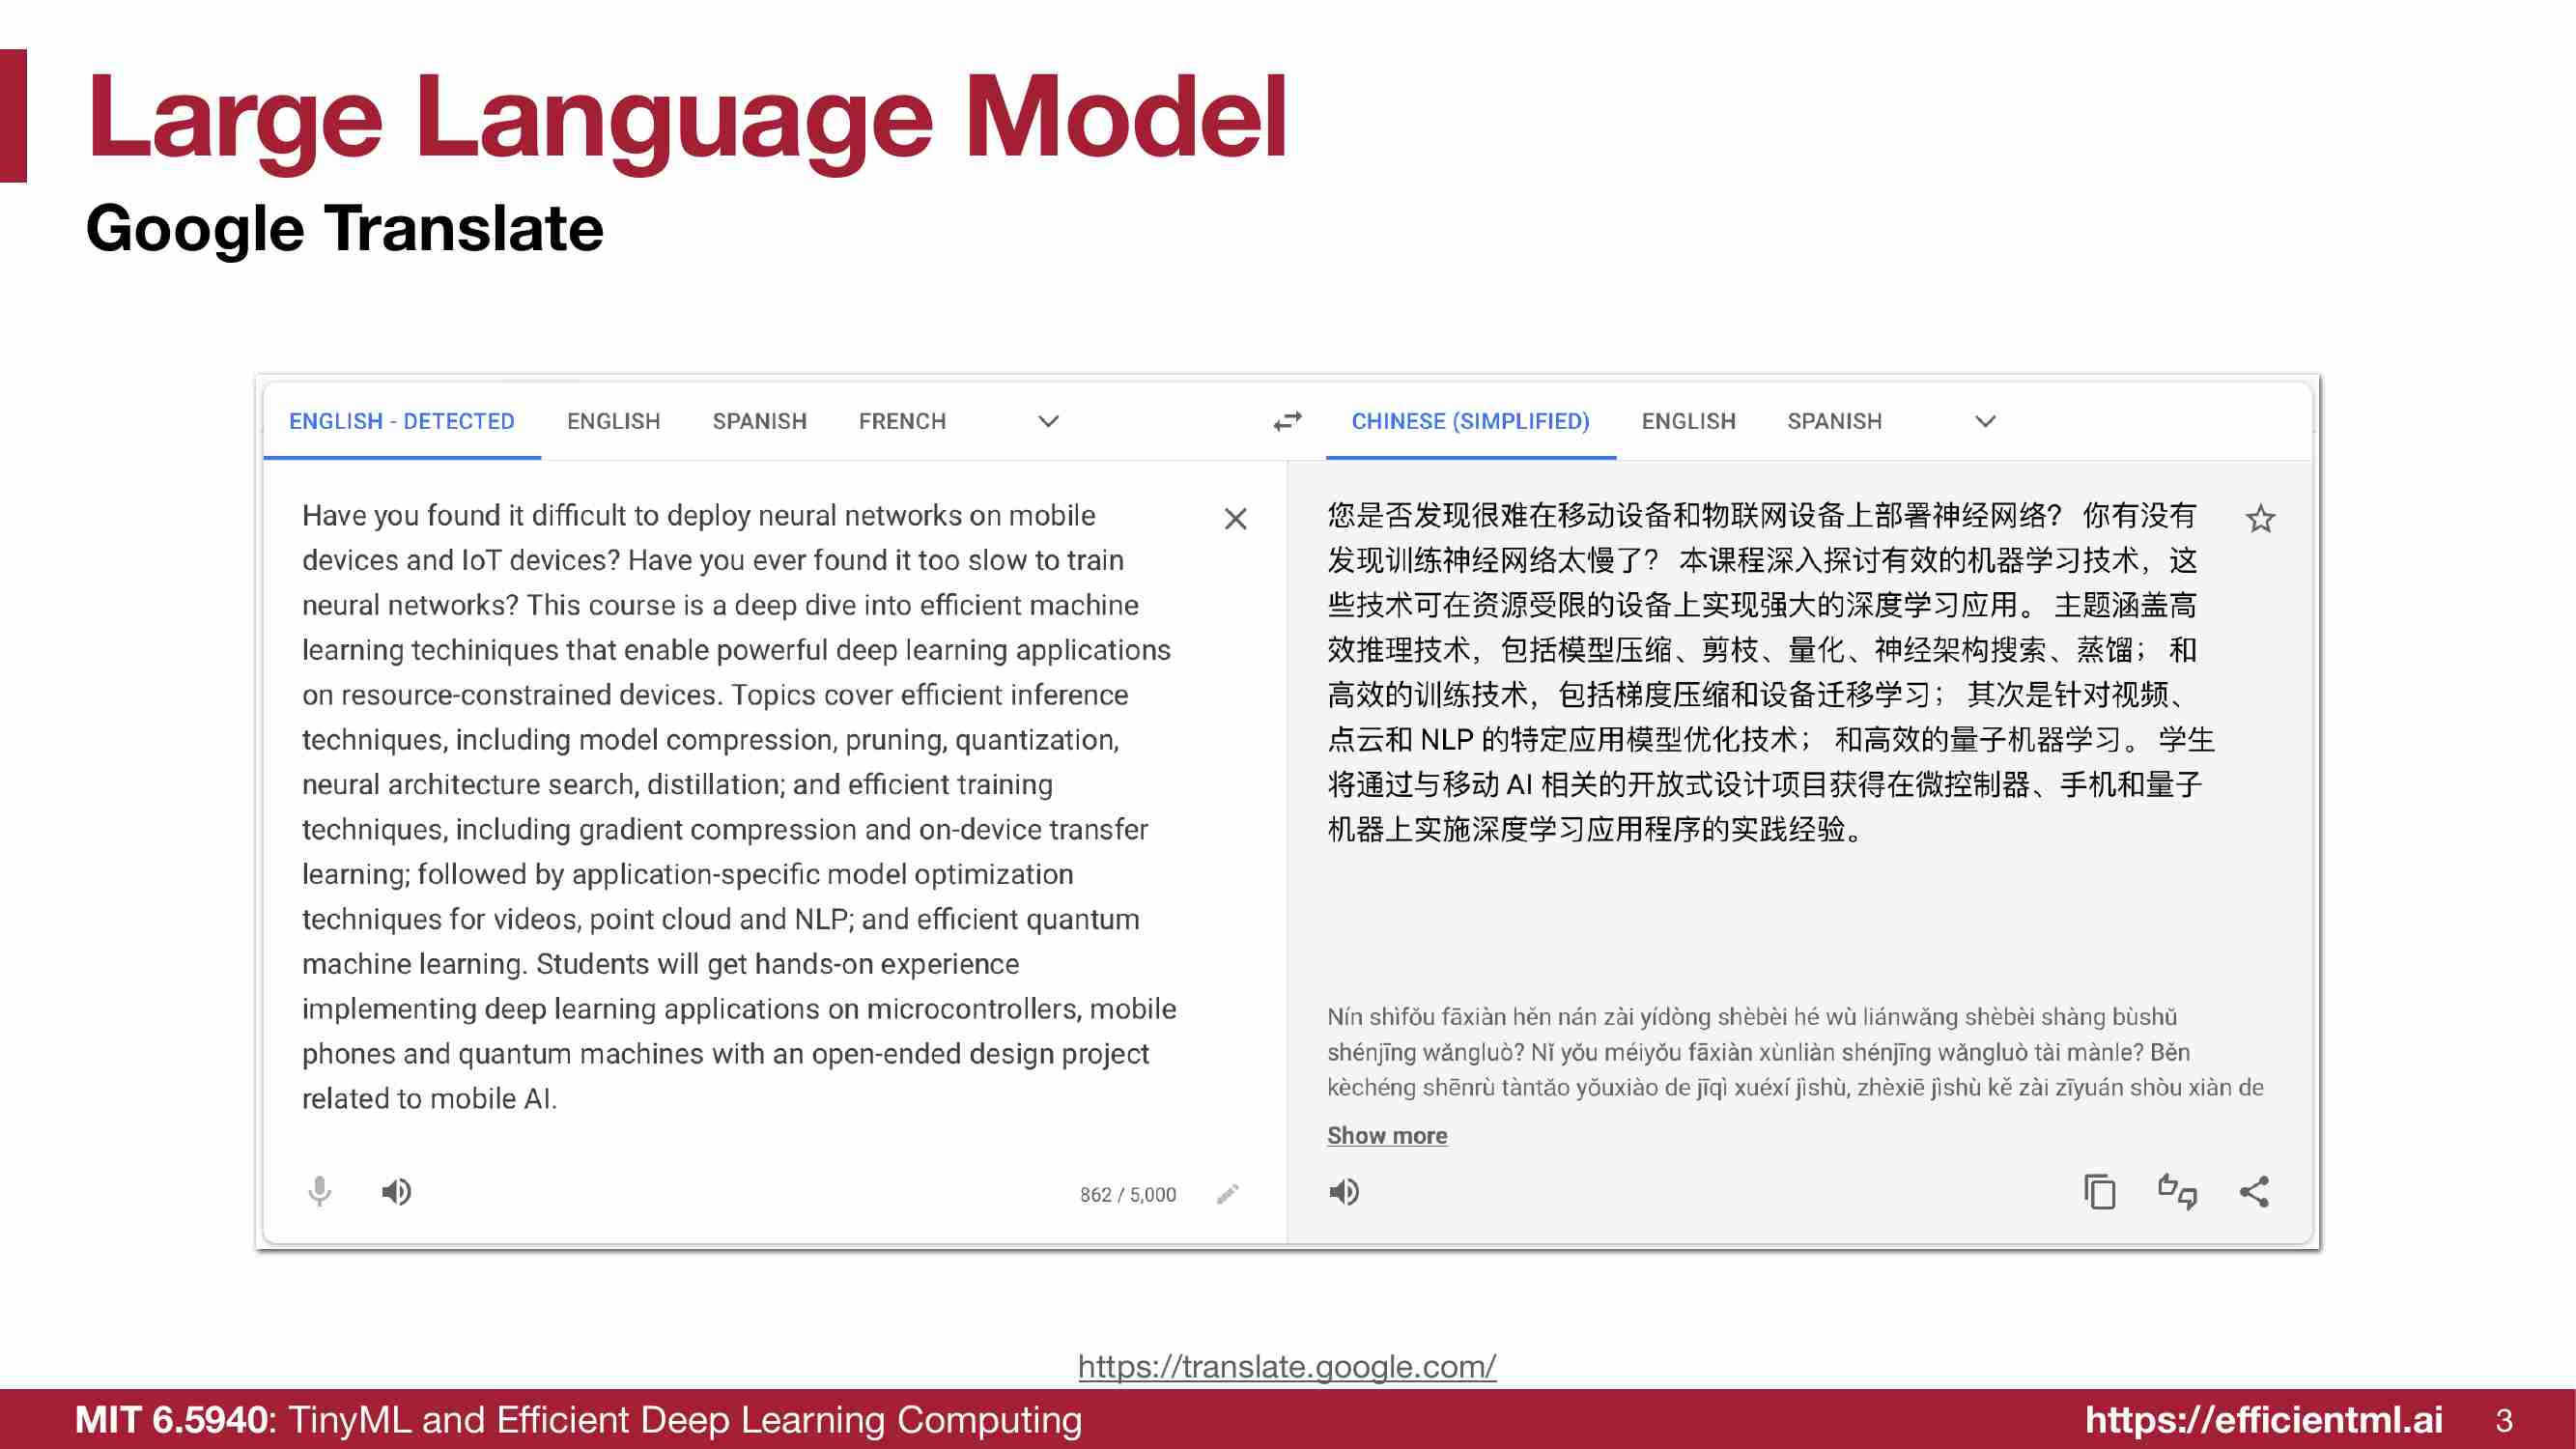 Large Language Model
Google Translate
ENGLISH - DETECTED ENGLISH SPANISH FRENCH
CHINESE (SIMPLIFIED) ENGLISH SPANISH
Have you found it difficult to deploy neural networks on mobile
devices and IoT devices? Have you ever found it too slow to train
neural networks? This course is a deep dive into efficient machine
learning techiniques that enable powerful deep learning applications
on resource-constrained devices. Topics cover efficient inference
techniques, including model compression, pruning, quantization,
neural architecture search, distillation; and efficient training
techniques, including gradient compression and on-device transfer
learning; followed by application-specific model optimization
techniques for videos, point cloud and NLP; and efficient quantum
machine learning. Students will get hands-on experience
implementing deep learning applications on microcontrollers, mobile
phones and quantum machines with an open-ended design project
related to mobile AI.
862 / 5,000
您是否发现很难在移动设备和物联网设备上部署神经网络？ 你有没有
发现训练神经网络太慢了？ 本课程深入探讨有效的机器学习技术，这
些技术可在资源受限的设备上实现强大的深度学习应用。 主题涵盖高
效推理技术，包括模型压缩、剪枝、量化、神经架构搜索、蒸馏； 和
高效的训练技术，包括梯度压缩和设备迁移学习； 其次是针对视频、
点云和 NLP 的特定应用模型优化技术； 和高效的量子机器学习。 学生
将通过与移动 AI 相关的开放式设计项目获得在微控制器、手机和量子
机器上实施深度学习应用程序的实践经验。
Nín shìfǒu fāxiàn hěn nán zài yídòng shèbèi hé wù liánwǎng shèbèi shàng bùshǔ
shénjīng wǎngluò? Nǐ yǒu méiyǒu fāxiàn xùnliàn shénjīng wǎngluò tài mànle? Běn
kèchéng shēnrù tàntǎo yǒuxiào de jīqì xuéxí jìshù, zhèxiē jìshù kě zài zīyuán shòu xiàn de
Show more
https://translate.google.com/
MIT 6.5940: TinyML and Efficient Deep Learning Computing
https://efficientml.ai 3